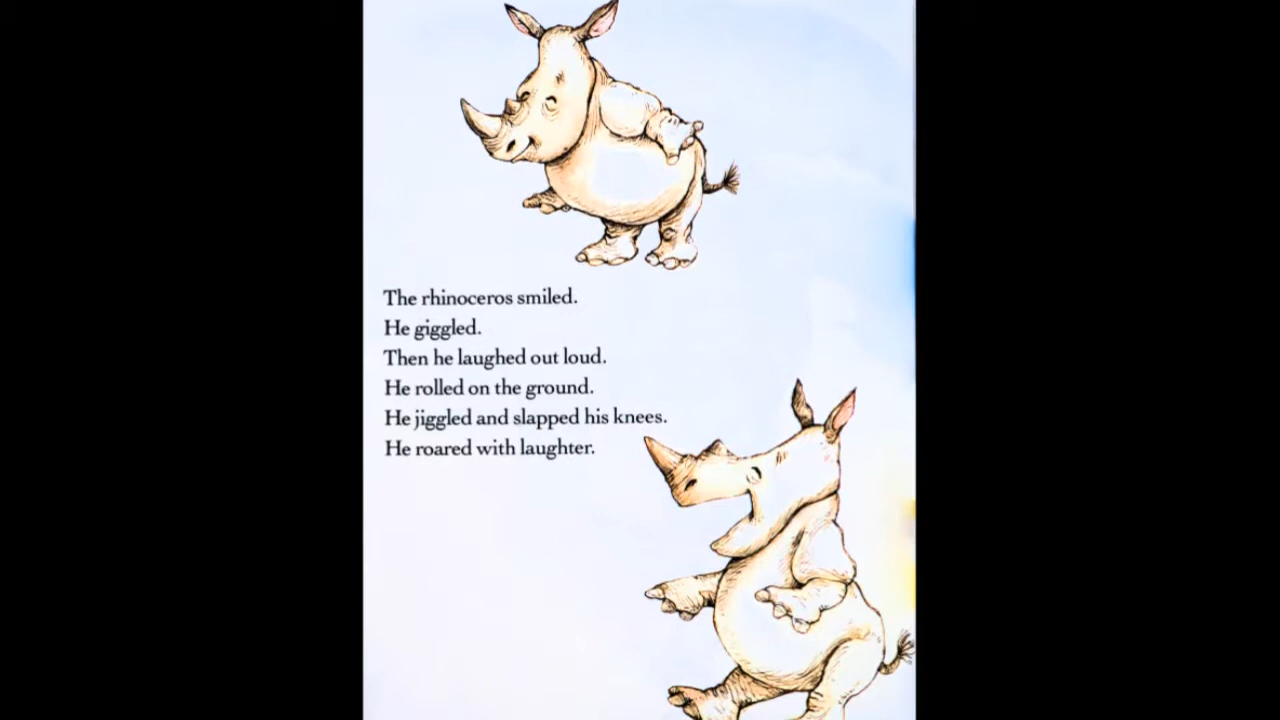 The rhinoceros smiled.
He giggled.
Then he laughed out loud.
He rolled on the ground.
He jiggled and slapped his knees.
He roared with laughter.